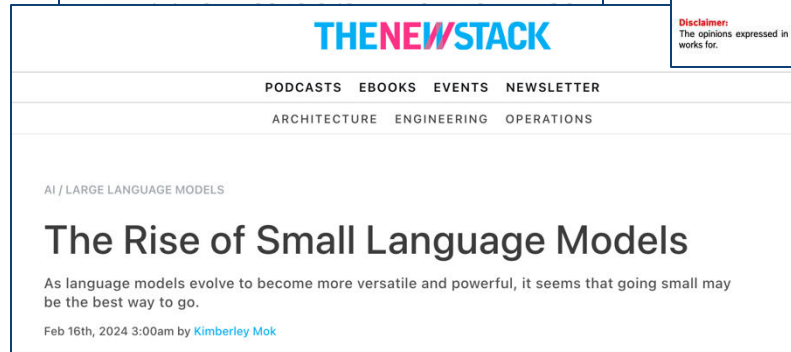 THENEWSTACK
Disclaimer:
The opinions expressed in
works for.
PODCASTS EBOOKS EVENTS NEWSLETTER
ARCHITECTURE ENGINEERING OPERATIONS
AI / LARGE LANGUAGE MODELS
The Rise of Small Language Models
As language models evolve to become more versatile and powerful, it seems that going small may
be the best way to go.
Feb 16th, 2024 3:00am by Kimberley Mok